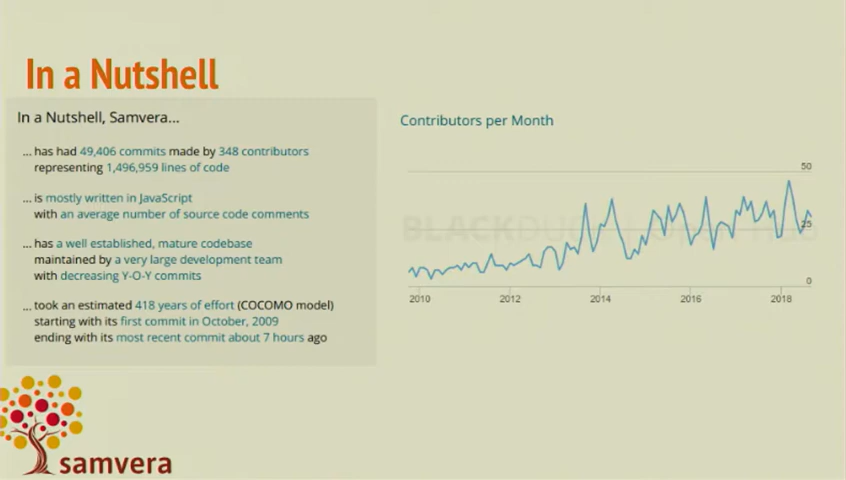 In a Nutshell
In a Nutshell, Samvera...
... has had 49,406 commits made by 348 contributors
representing 1,496,959 lines of code
... is mostly written in JavaScript
with an average number of source code comments
... has a well established, mature codebase
maintained by a very large development team
with decreasing Y-O-Y commits
... took an estimated 418 years of effort (COCOMO model)
starting with its first commit in October, 2009
ending with its most recent commit about 7 hours ago
Contributors per Month
50
BLACKDUCK
25
0
2010 2012 2014 2016 2018
samvera